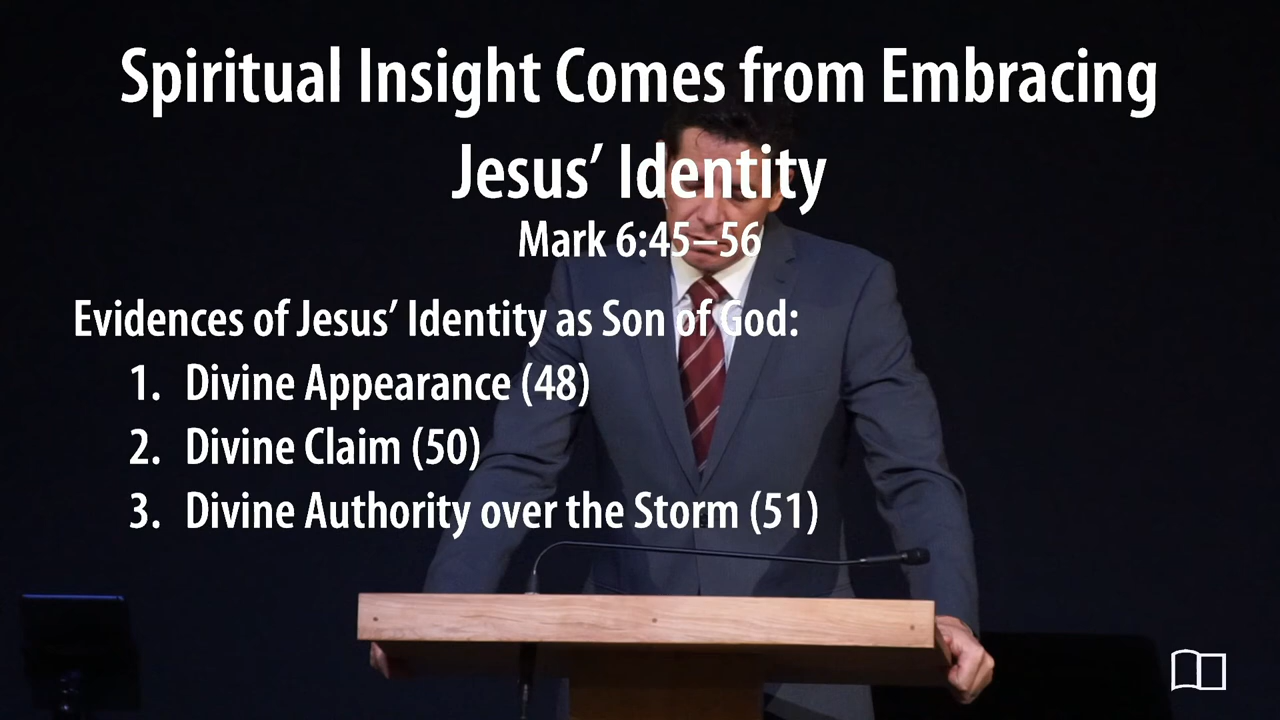 Spiritual Insight Comes from Embracing
Jesus’ Identity
Mark 6:45–56
Evidences of Jesus’ Identity as Son of God:
1. Divine Appearance (48)
2. Divine Claim (50)
3. Divine Authority over the Storm (51)